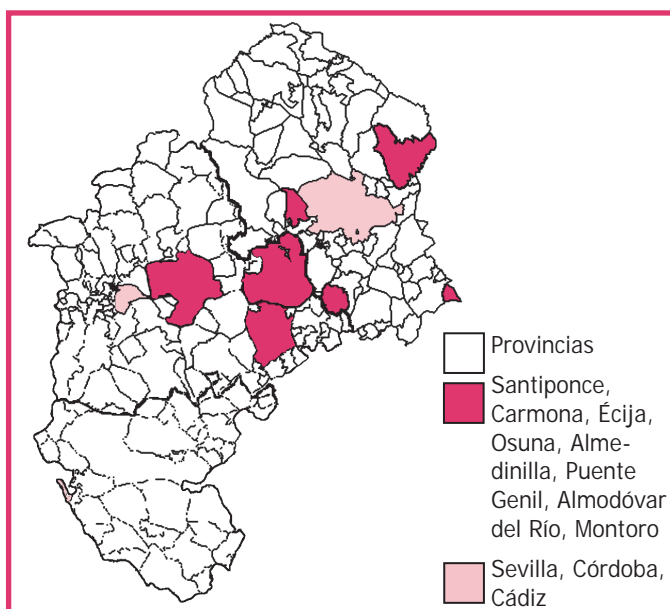 Provincias
Santiponce,
Carmona, Écija,
Osuna, Alme-
dinilla, Puente
Genil, Almodóvar
del Río, Montoro
Sevilla, Córdoba,
Cádiz